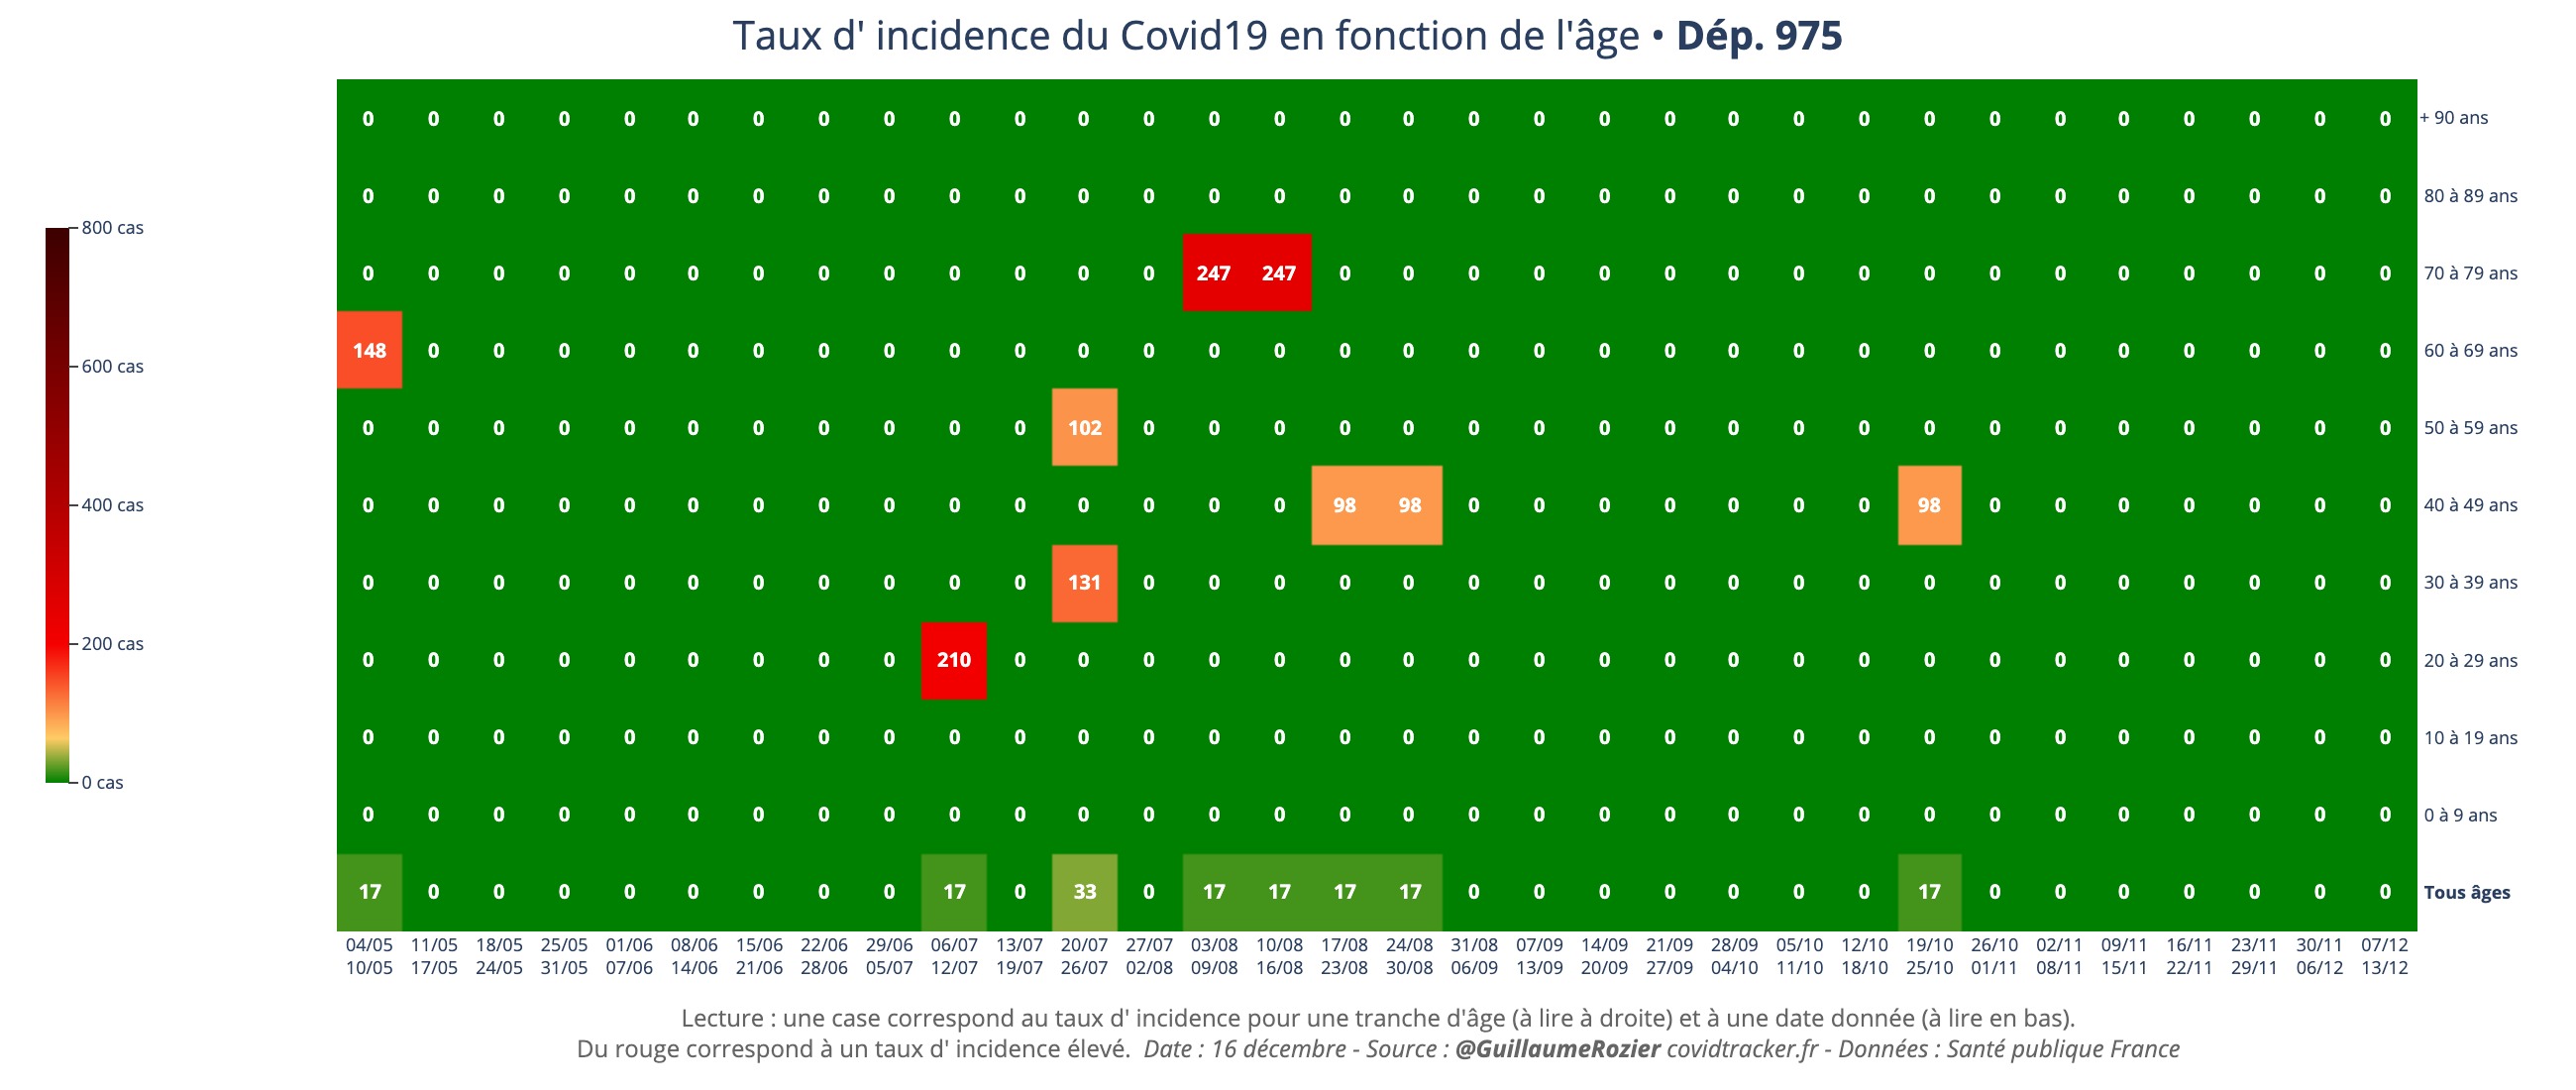 Taux d' incidence du Covid19 en fonction de l'âge • Dép. 975
0 0 0 0 0 0 0 0 0 0 0 0 0 0 0 0 0 0 0 0 0 0 0 0 0 0 0 0 0 0 0 0 + 90 ans
0 0 0 0 0 0 0 0 0 0 0 0 0 0 0 0 0 0 0 0 0 0 0 0 0 0 0 0 0 0 0 0 80 à 89 ans
800 cas
0 0 0 0 0 0 0 0 0 0 0 0 0 247 247 0 0 0 0 0 0 0 0 0 0 0 0 0 0 0 0 0 70 à 79 ans
148 0 0 0 0 0 0 0 0 0 0 0 0 0 0 0 0 0 0 0 0 0 0 0 0 0 0 0 0 0 0 0 60 à 69 ans
600 cas
0 0 0 0 0 0 0 0 0 0 0 102 0 0 0 0 0 0 0 0 0 0 0 0 0 0 0 0 0 0 0 0 50 à 59 ans
400 cas
0 0 0 0 0 0 0 0 0 0 0 0 0 0 0 98 98 0 0 0 0 0 0 0 98 0 0 0 0 0 0 0 40 à 49 ans
0 0 0 0 0 0 0 0 0 0 0 131 0 0 0 0 0 0 0 0 0 0 0 0 0 0 0 0 0 0 0 0 30 à 39 ans
200 cas
0 0 0 0 0 0 0 0 0 210 0 0 0 0 0 0 0 0 0 0 0 0 0 0 0 0 0 0 0 0 0 0 20 à 29 ans
0 0 0 0 0 0 0 0 0 0 0 0 0 0 0 0 0 0 0 0 0 0 0 0 0 0 0 0 0 0 0 0 10 à 19 ans
0 cas
0 0 0 0 0 0 0 0 0 0 0 0 0 0 0 0 0 0 0 0 0 0 0 0 0 0 0 0 0 0 0 0 0 à 9 ans
17 0 0 0 0 0 0 0 0 17 0 33 0 17 17 17 17 0 0 0 0 0 0 0 17 0 0 0 0 0 0 0 Tous âges
04/05 11/05 18/05 25/05 01/06 08/06 15/06 22/06 29/06 06/07 13/07 20/07 27/07 03/08 10/08 17/08 24/08 31/08 07/09 14/09 21/09 28/09 05/10 12/10 19/10 26/10 02/11 09/11 16/11 23/11 30/11 07/12
10/05 17/05 24/05 31/05 07/06 14/06 21/06 28/06 05/07 12/07 19/07 26/07 02/08 09/08 16/08 23/08 30/08 06/09 13/09 20/09 27/09 04/10 11/10 18/10 25/10 01/11 08/11 15/11 22/11 29/11 06/12 13/12
Lecture : une case correspond au taux d' incidence pour une tranche d'âge (à lire à droite) et à une date donnée (à lire en bas).
Du rouge correspond à un taux d' incidence élevé. Date : 16 décembre - Source : @GuillaumeRozier covidtracker.fr - Données : Santé publique France